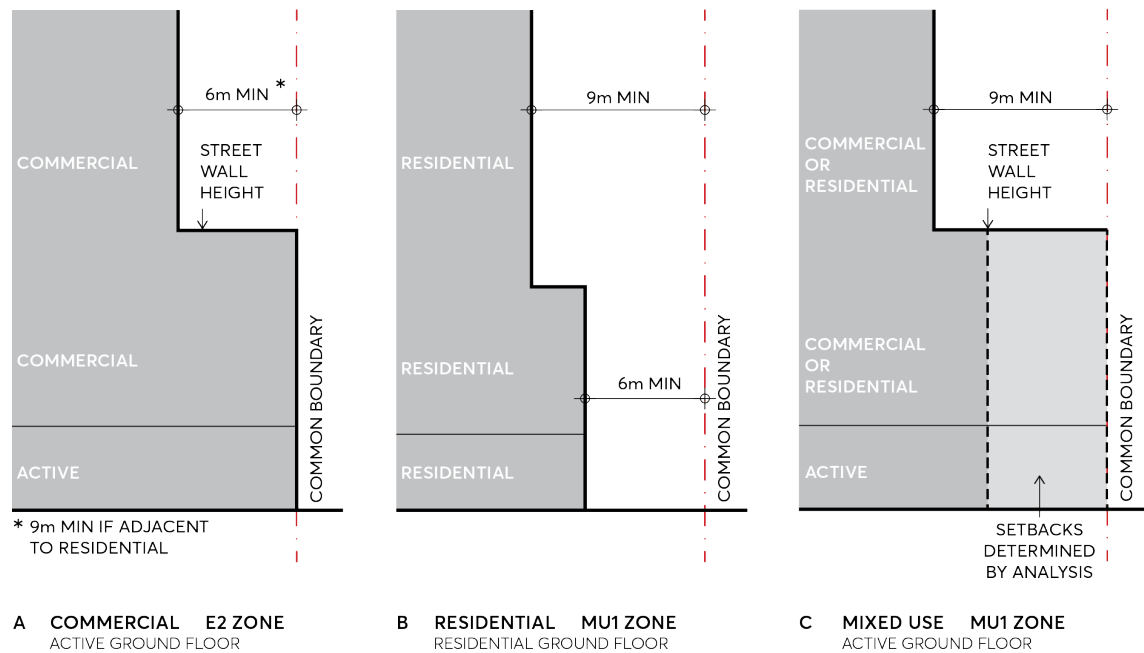 6m MIN *
STREET
WALL
HEIGHT
COMMERCIAL
COMMERCIAL
ACTIVE
COMMON BOUNDARY
* 9m MIN IF ADJACENT
TO RESIDENTIAL
A COMMERCIAL E2 ZONE
ACTIVE GROUND FLOOR
9m MIN
RESIDENTIAL
RESIDENTIAL
6m MIN
RESIDENTIAL
COMMON BOUNDARY
B RESIDENTIAL MU1 ZONE
RESIDENTIAL GROUND FLOOR
9m MIN
COMMERCIAL
OR
RESIDENTIAL
STREET
WALL
HEIGHT
COMMERCIAL
OR
RESIDENTIAL
ACTIVE
COMMON BOUNDARY
SETBACKS
DETERMINED
BY ANALYSIS
C MIXED USE MU1 ZONE
ACTIVE GROUND FLOOR